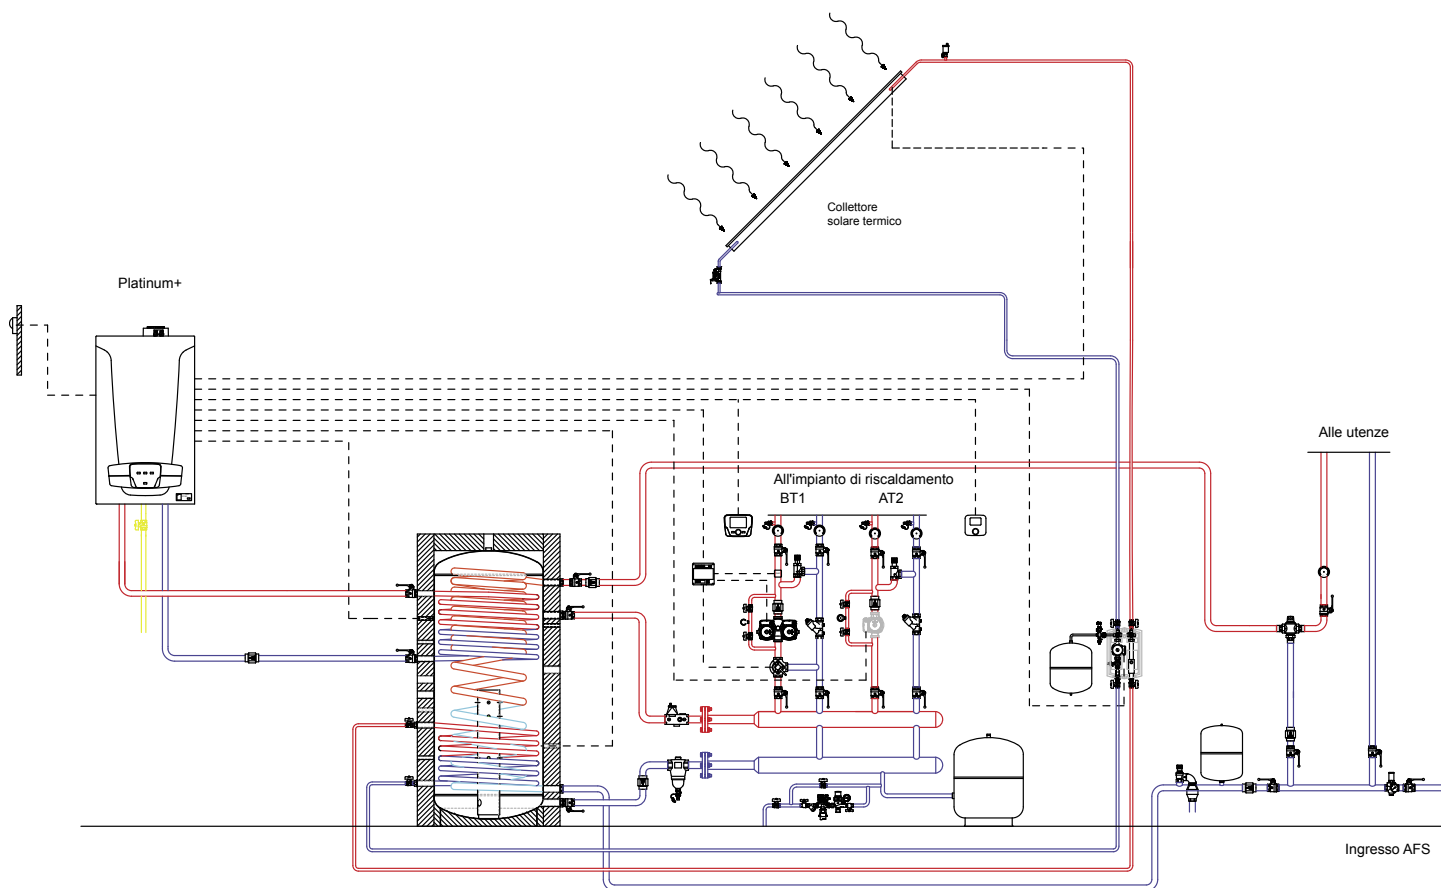 Collettore
solare termico
Platinum+
Alle utenze
All'impianto di riscaldamento
BT1 AT2
Ingresso AFS